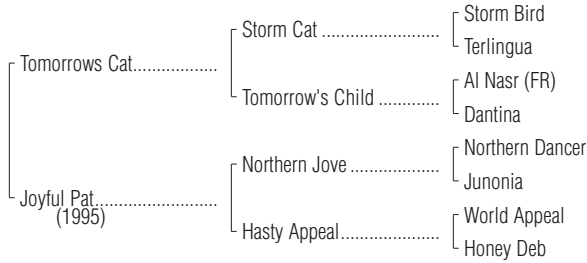 Storm Bird
Storm Cat ......................
Terlingua
Tomorrows Cat................
Al Nasr (FR)
Tomorrow's Child ............
Dantina
Northern Dancer
Northern Jove .................
Junonia
Joyful Pat.......................
(1995)
World Appeal
Hasty Appeal...................
Honey Deb